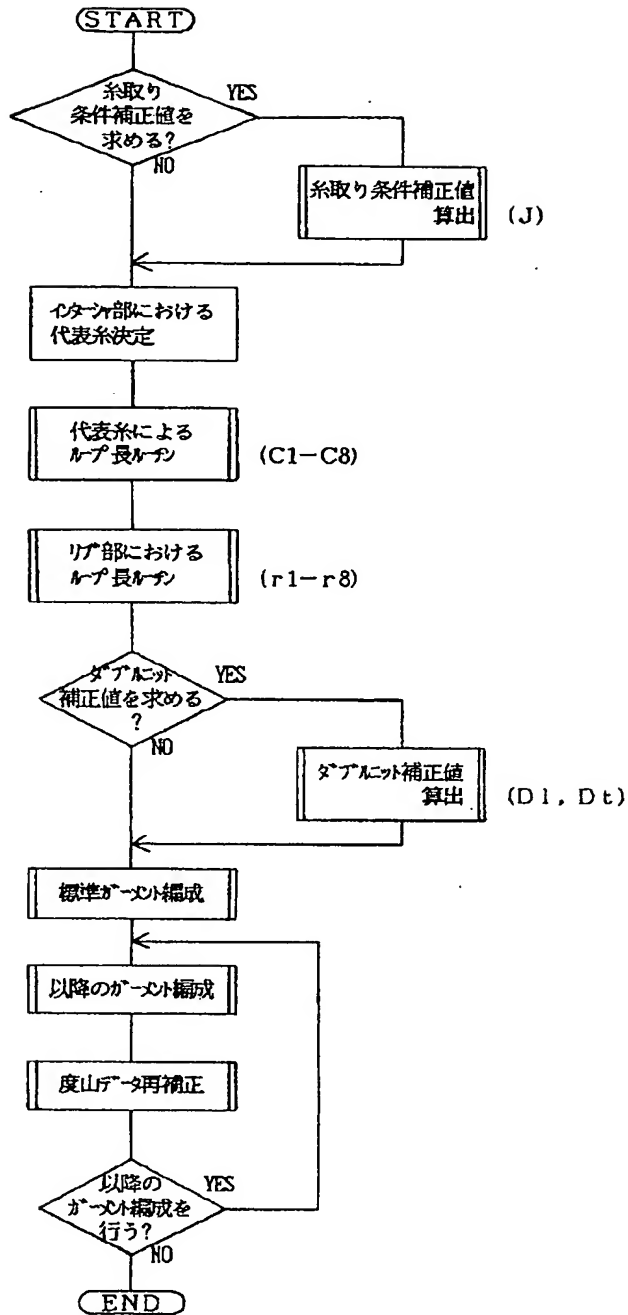 START
糸取り
条件補正値を
求める?
YES
NO
糸取り条件補正値
算出
(J)
インターシャ部における
代表糸決定
代表糸による
ループ長ルーチン
(C1－C8)
リブ部における
ループ長ルーチン
(r1－r8)
ダブルニット
補正値を求める
?
YES
NO
ダブルニット補正値
算出
(Dl, Dt)
標準ガーメント編成
以降のガーメント編成
度山データ再補正
以降の
ガーメント編成を
行う?
YES
NO
END